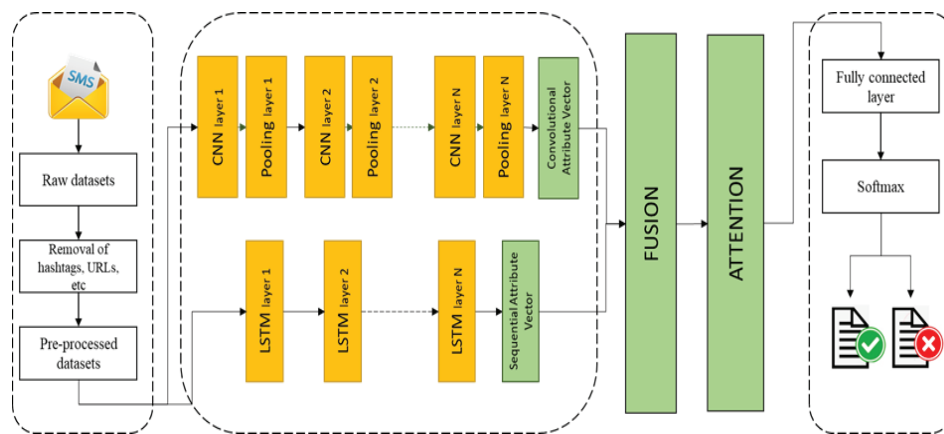 SMS
Raw datasets
Removal of
hashtags, URLs,
etc
Pre-processed
datasets
CNN layer 1
Pooling layer 1
CNN layer 2
Pooling layer 2
CNN layer N
Pooling layer N
Convolutional
Attribute Vector
LSTM layer 1
LSTM layer 2
LSTM layer N
Sequential Attribute
Vector
FUSION
ATTENTION
Fully connected
layer
Softmax